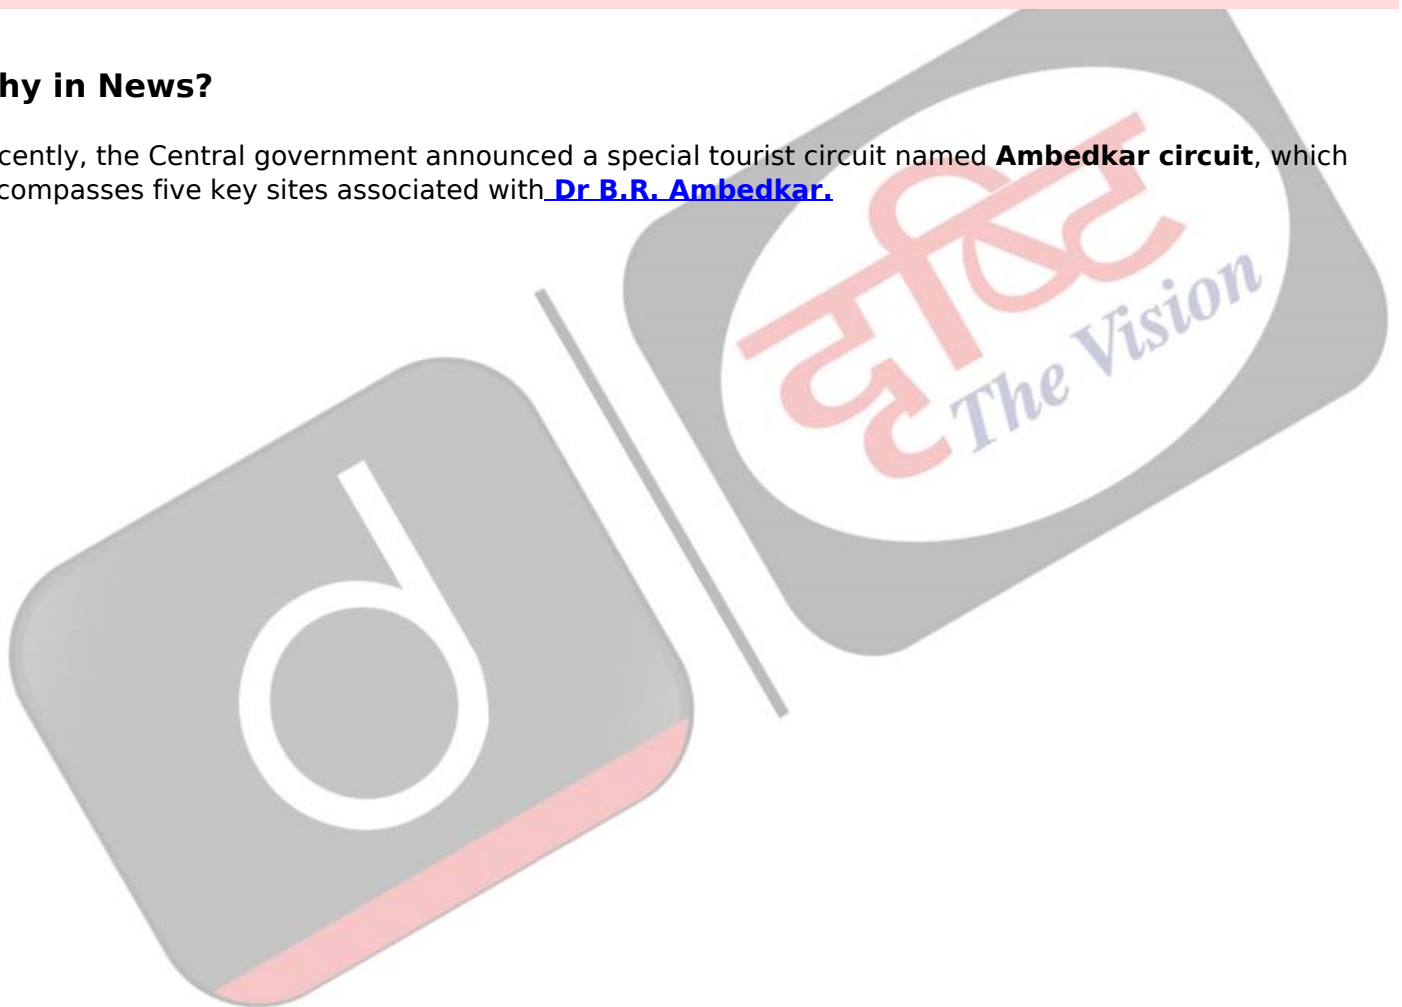 hy in News?
cently, the Central government announced a special tourist circuit named Ambedkar circuit, which
compasses five key sites associated with Dr B.R. Ambedkar.
दृष्टि
The Vision
d